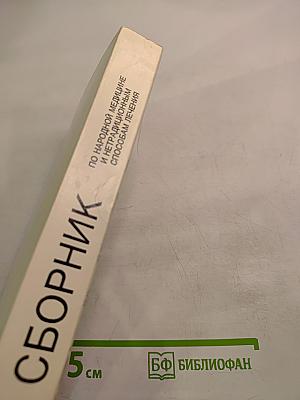 СБОРНИК
ПО НАРОДНОЙ МЕДИЦИНЕ
И НЕТРАДИЦИОННЫМ
СПОСОБАМ ЛЕЧЕНИЯ
5 см
БФ БИБЛИОФАН